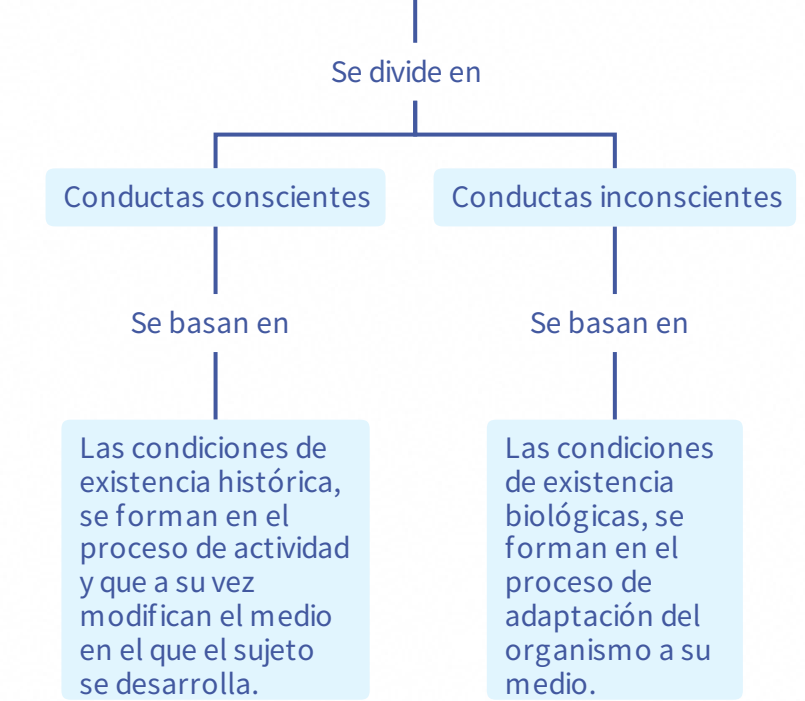 Se divide en
Conductas conscientes
Conductas inconscientes
Se basan en
Se basan en
Las condiciones de
existencia histórica,
se forman en el
proceso de actividad
y que a su vez
modifican el medio
en el que el sujeto
se desarrolla.
Las condiciones
de existencia
biológicas, se
forman en el
proceso de
adaptación del
organismo a su
medio.